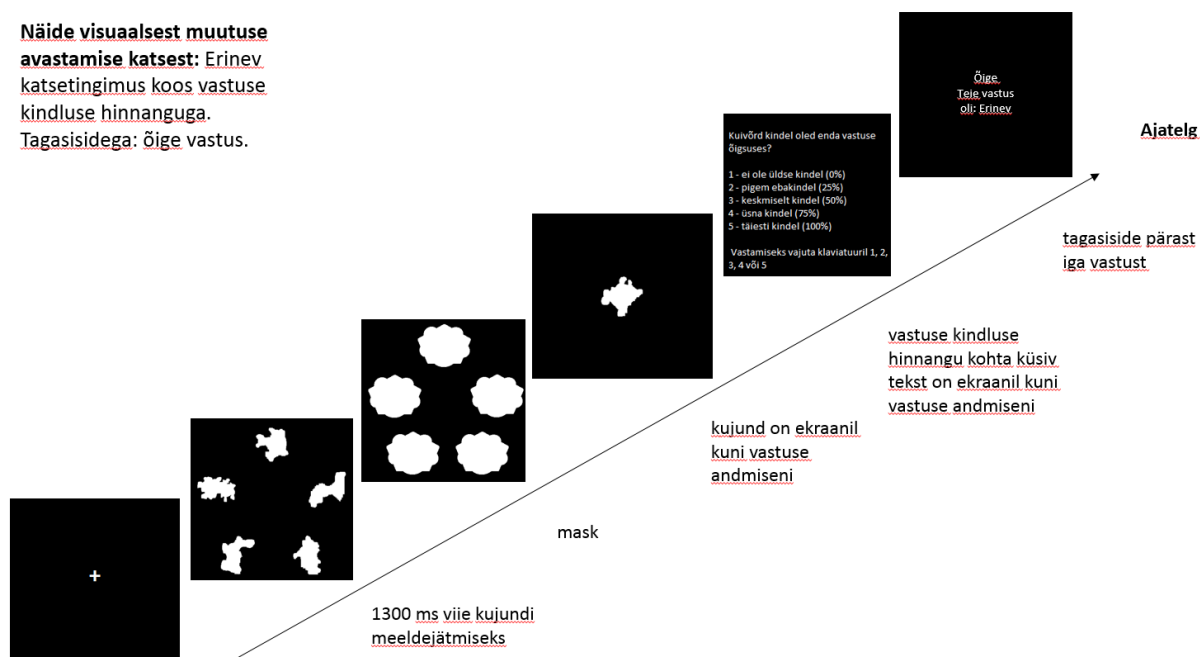 Näide visuaalsest muutuse
avastamise katsest: Erinev
katsetingimus koos vastuse
kindluse hinnanguga.
Tagasisidega: õige vastus.
Õige
Teie vastus
oli: Erinev
Ajatelg
Kuivõrd kindel oled enda vastuse
õigsuses?
1 - ei ole üldse kindel (0%)
2 - pigem ebakindel (25%)
3 - keskmiselt kindel (50%)
4 - üsna kindel (75%)
5 - täiesti kindel (100%)
Vastamiseks vajuta klaviatuuril 1, 2,
3, 4 või 5
tagasiside pärast
iga vastust
vastuse kindluse
hinnangu kohta küsiv
tekst on ekraanil kuni
vastuse andmiseni
kujund on ekraanil
kuni vastuse
andmiseni
mask
1300 ms viie kujundi
meeldejätmiseks
+